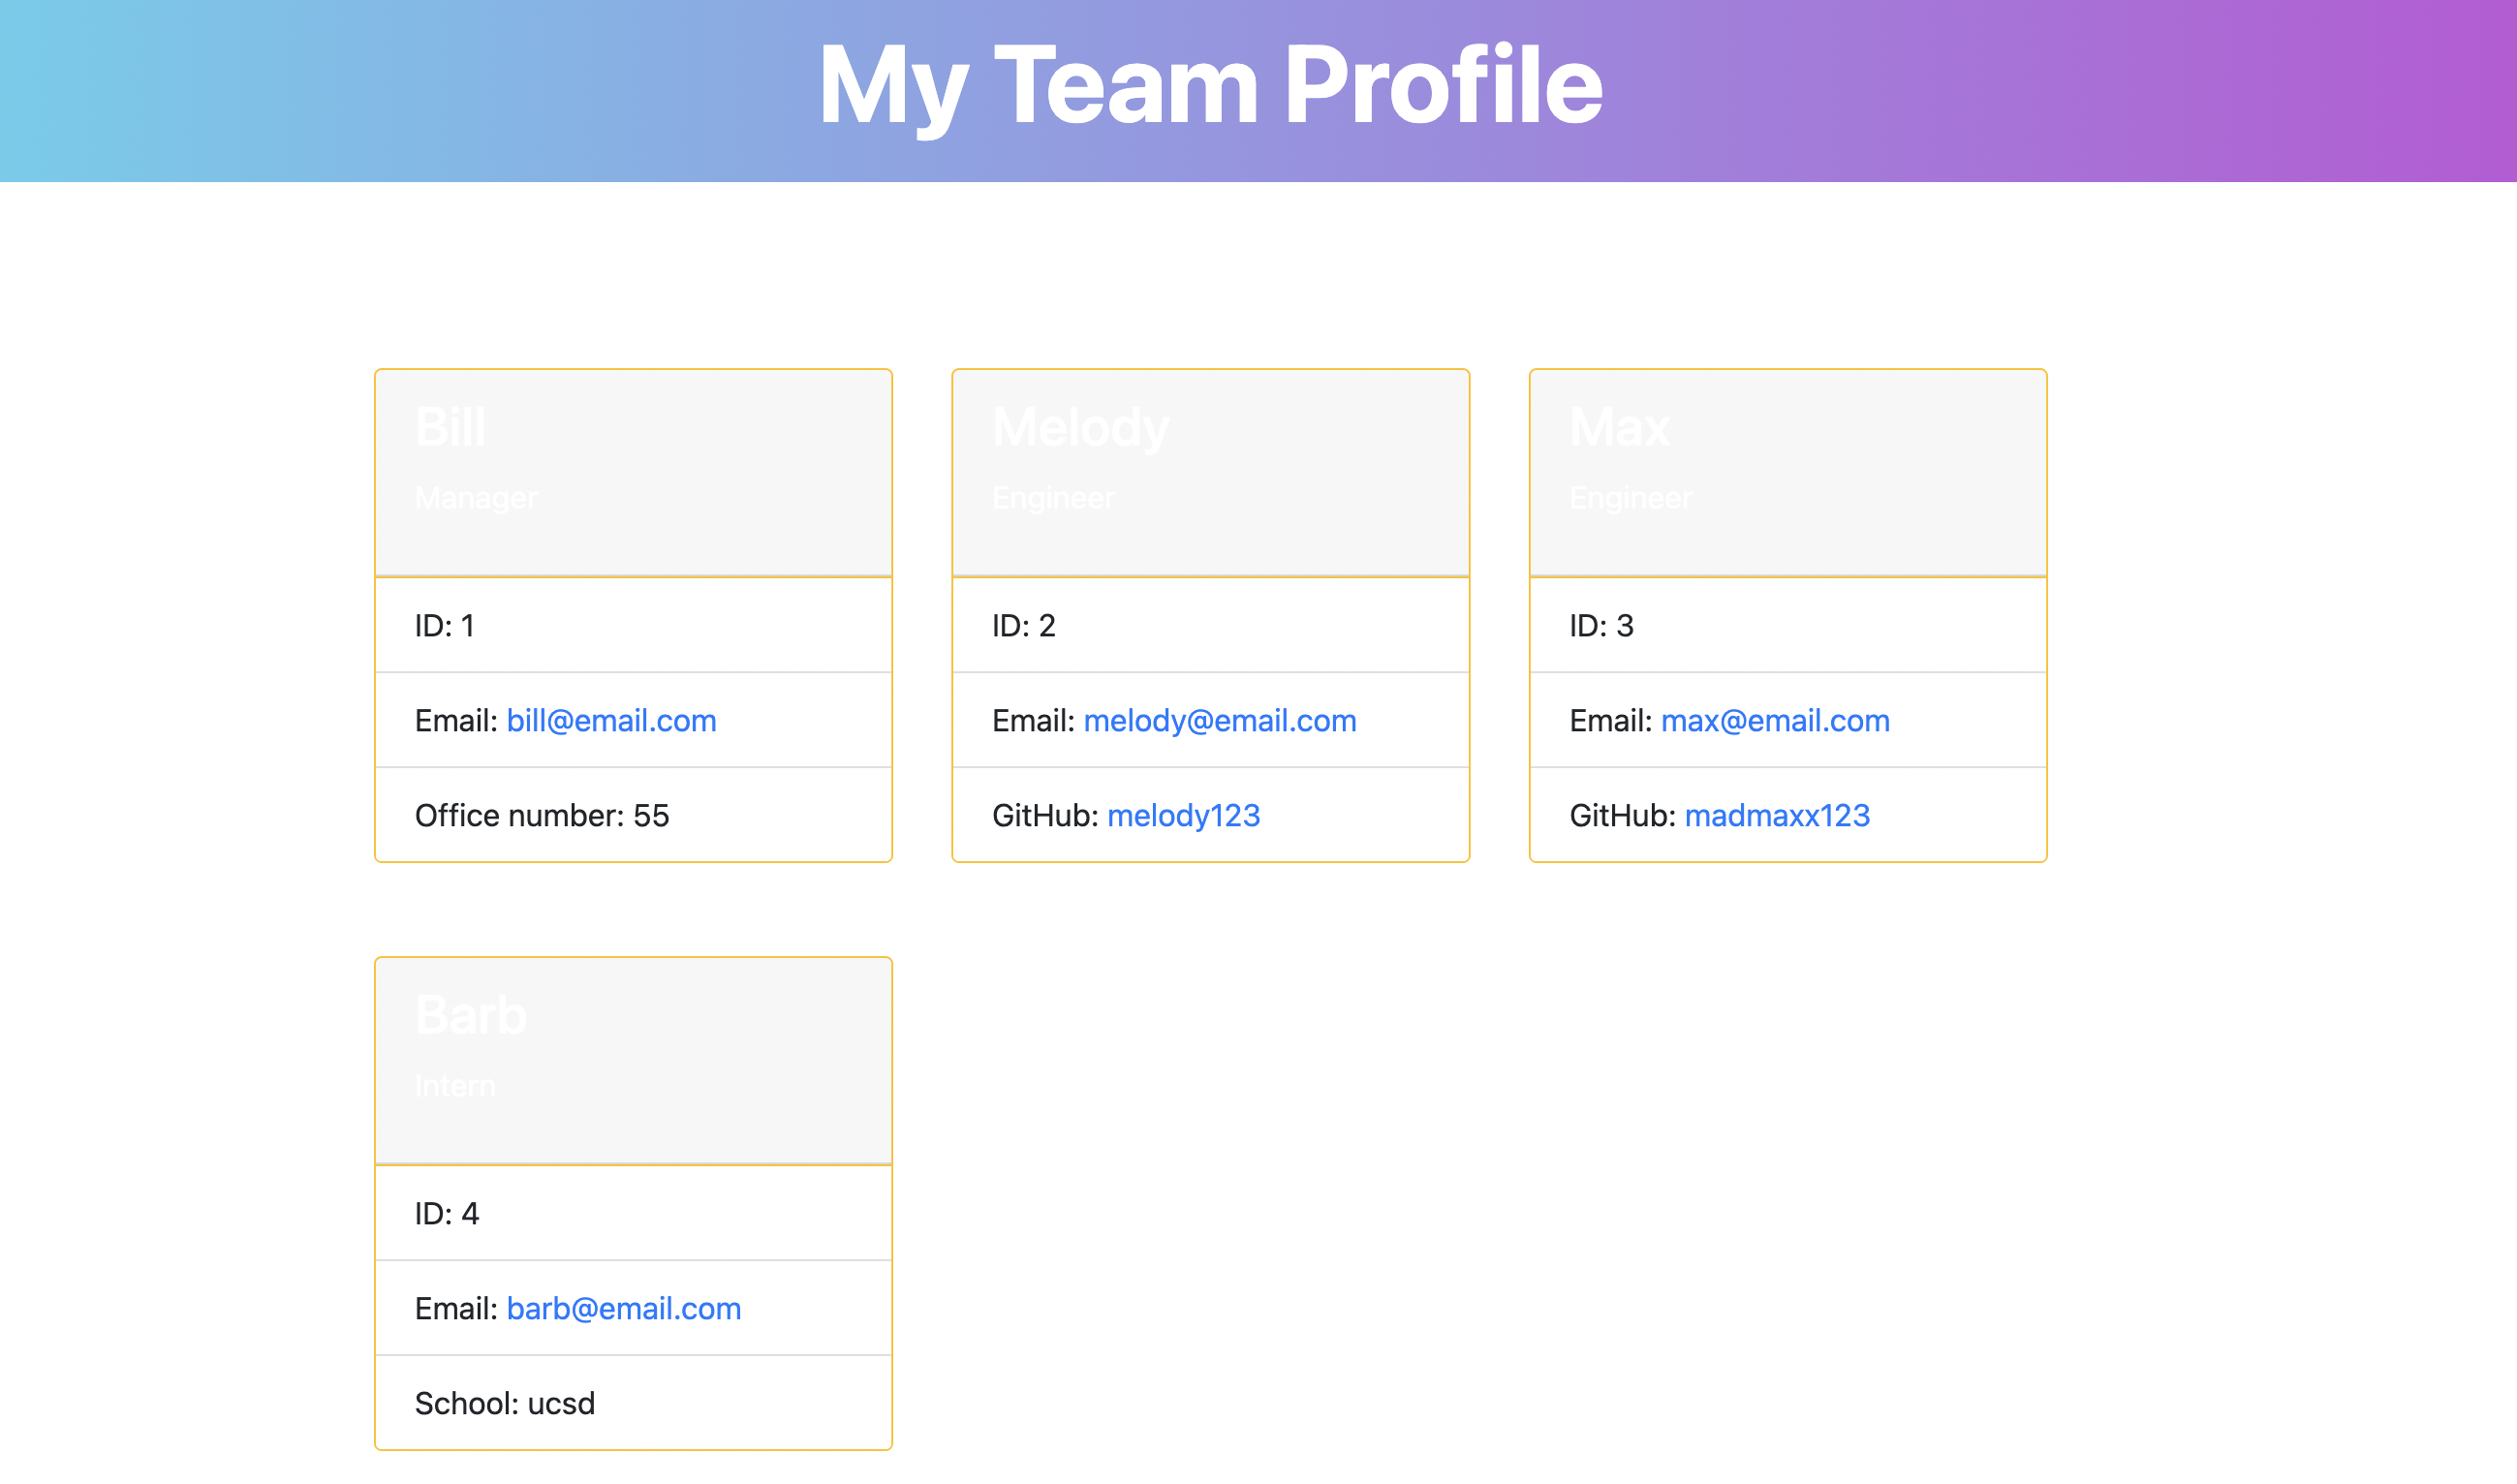 My Team Profile
Bill
Manager
ID: 1
Email: bill@email.com
Office number: 55
Melody
Engineer
ID: 2
Email: melody@email.com
GitHub: melody123
Max
Engineer
ID: 3
Email: max@email.com
GitHub: madmaxx123
Barb
Intern
ID: 4
Email: barb@email.com
School: ucsd